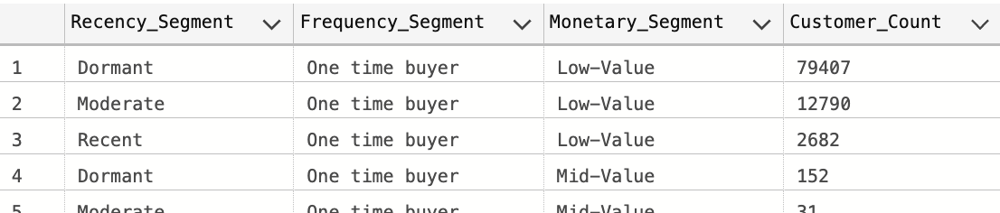 Recency_Segment Frequency_Segment Monetary_Segment Customer_Count
1 Dormant One time buyer Low-Value 79407
2 Moderate One time buyer Low-Value 12790
3 Recent One time buyer Low-Value 2682
4 Dormant One time buyer Mid-Value 152
5 Moderate One time buyer Mid-Value 31